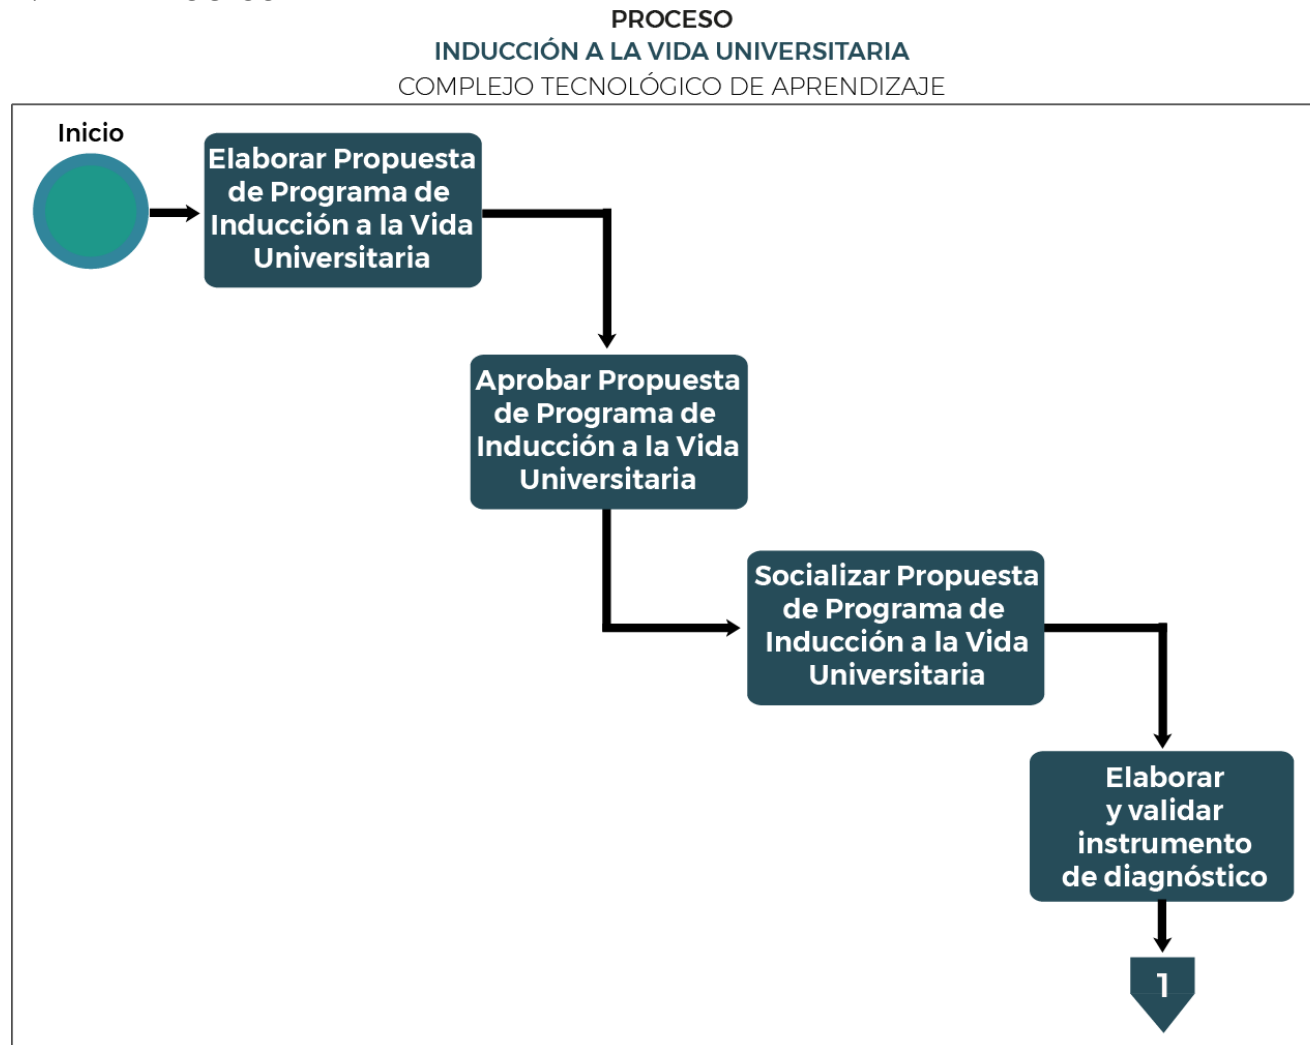 PROCESO
INDUCCIÓN A LA VIDA UNIVERSITARIA
COMPLEJO TECNOLÓGICO DE APRENDIZAJE
Inicio
Elaborar Propuesta
de Programa de
Inducción a la Vida
Universitaria
Aprobar Propuesta
de Programa de
Inducción a la Vida
Universitaria
Socializar Propuesta
de Programa de
Inducción a la Vida
Universitaria
Elaborar
y validar
instrumento
de diagnóstico
1